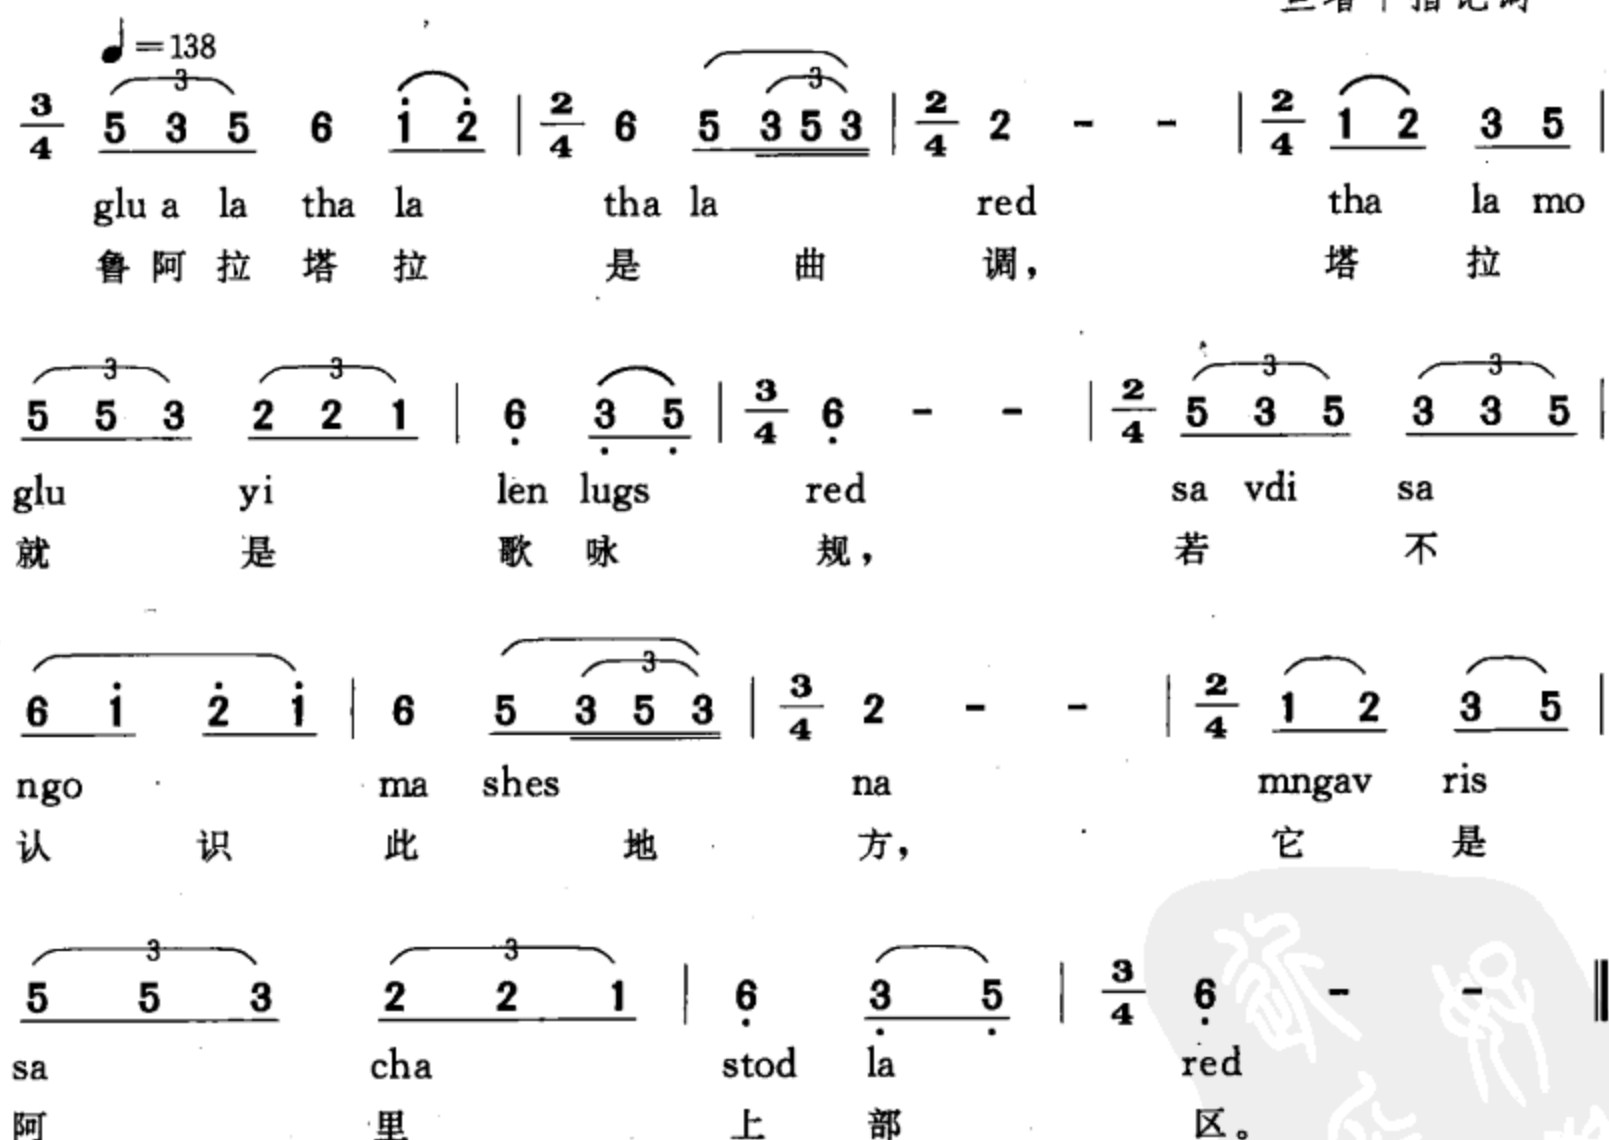 ♩=138
3/4 5 3 5 6 1 2 | 2/4 6 5 3 5 3 | 2/4 2 - - | 2/4 1 2 3 5 |
glu a la tha la tha la red tha la mo
鲁 阿 拉 塔 拉 是 曲 调， 塔 拉
5 5 3 2 2 1 | 6 3 5 | 3/4 6 - - | 2/4 5 3 5 3 3 5 |
glu yi len lugs red sa vdi sa
就 是 歌 咏 规， 若 不
6 1 2 1 | 6 5 3 5 3 | 3/4 2 - - | 2/4 1 2 3 5 |
ngo ma shes na mngav ris
认 识 此 地 方， 它 是
5 5 3 2 2 1 | 6 3 5 | 3/4 6 - - ‖
sa cha stod la red
阿 里 上 部 区。